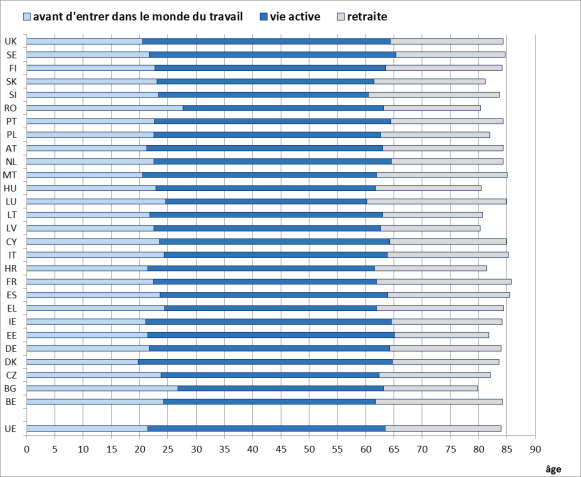 avant d'entrer dans le monde du travail vie active retraite
UK
SE
FI
SK
SI
RO
PT
PL
AT
NL
MT
HU
LU
LT
LV
CY
IT
HR
FR
ES
EL
IE
EE
DE
DK
CZ
BG
BE
UE
0 5 10 15 20 25 30 35 40 45 50 55 60 65 70 75 80 85 90
âge